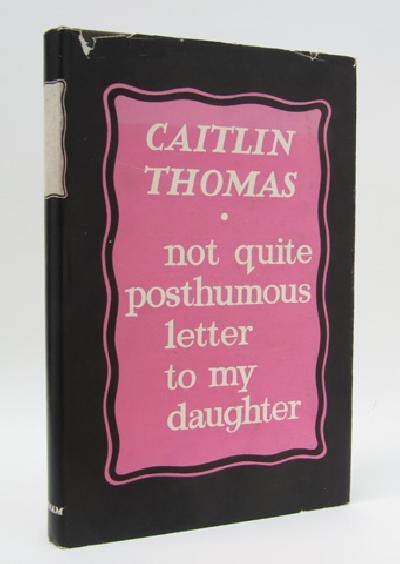 CAITLIN
THOMAS
•
not quite
posthumous
letter
to my
daughter